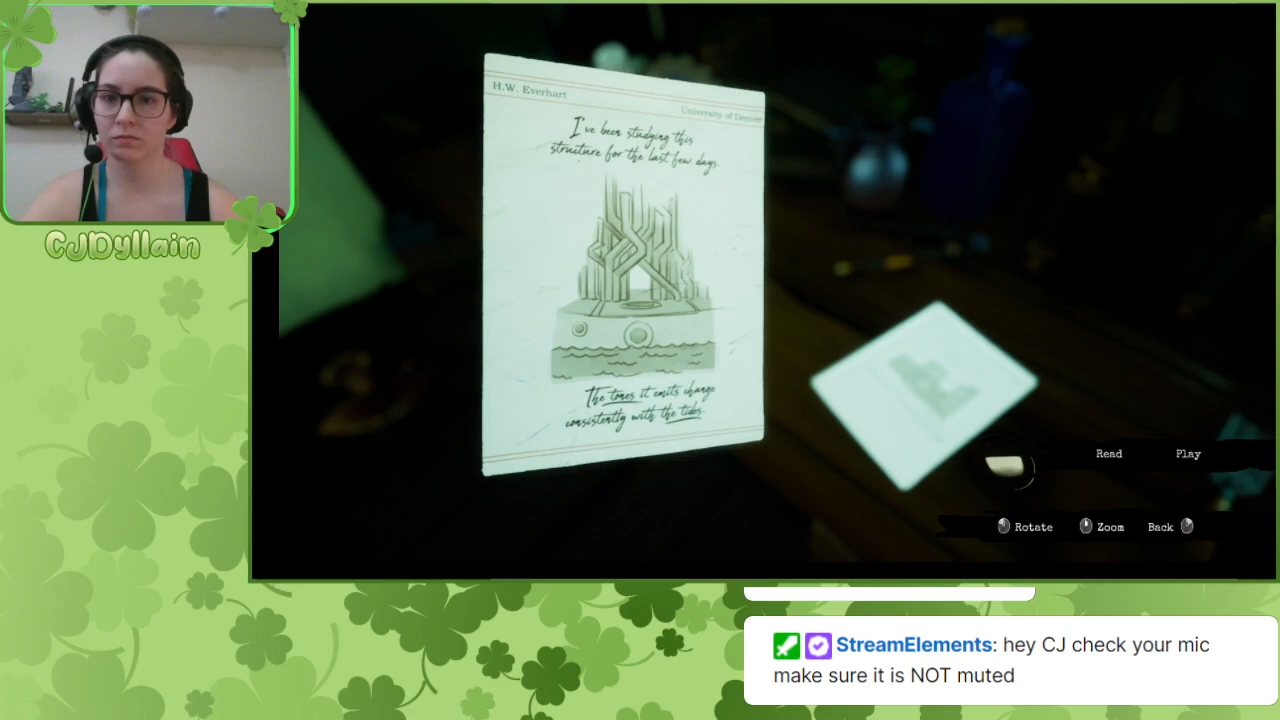 CJDyllain
H.W. Everhart
University of Denver
I've been studying this
structure for the last few days.
The tones it emits change
consistently with the tides.
Read
Play
Rotate
Zoom
Back
StreamElements: hey CJ check your mic
make sure it is NOT muted